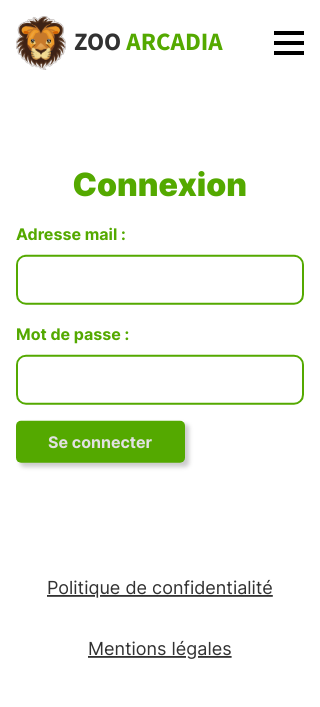 ZOO ARCADIA
Connexion
Adresse mail :
Mot de passe :
Se connecter
Politique de confidentialité
Mentions légales